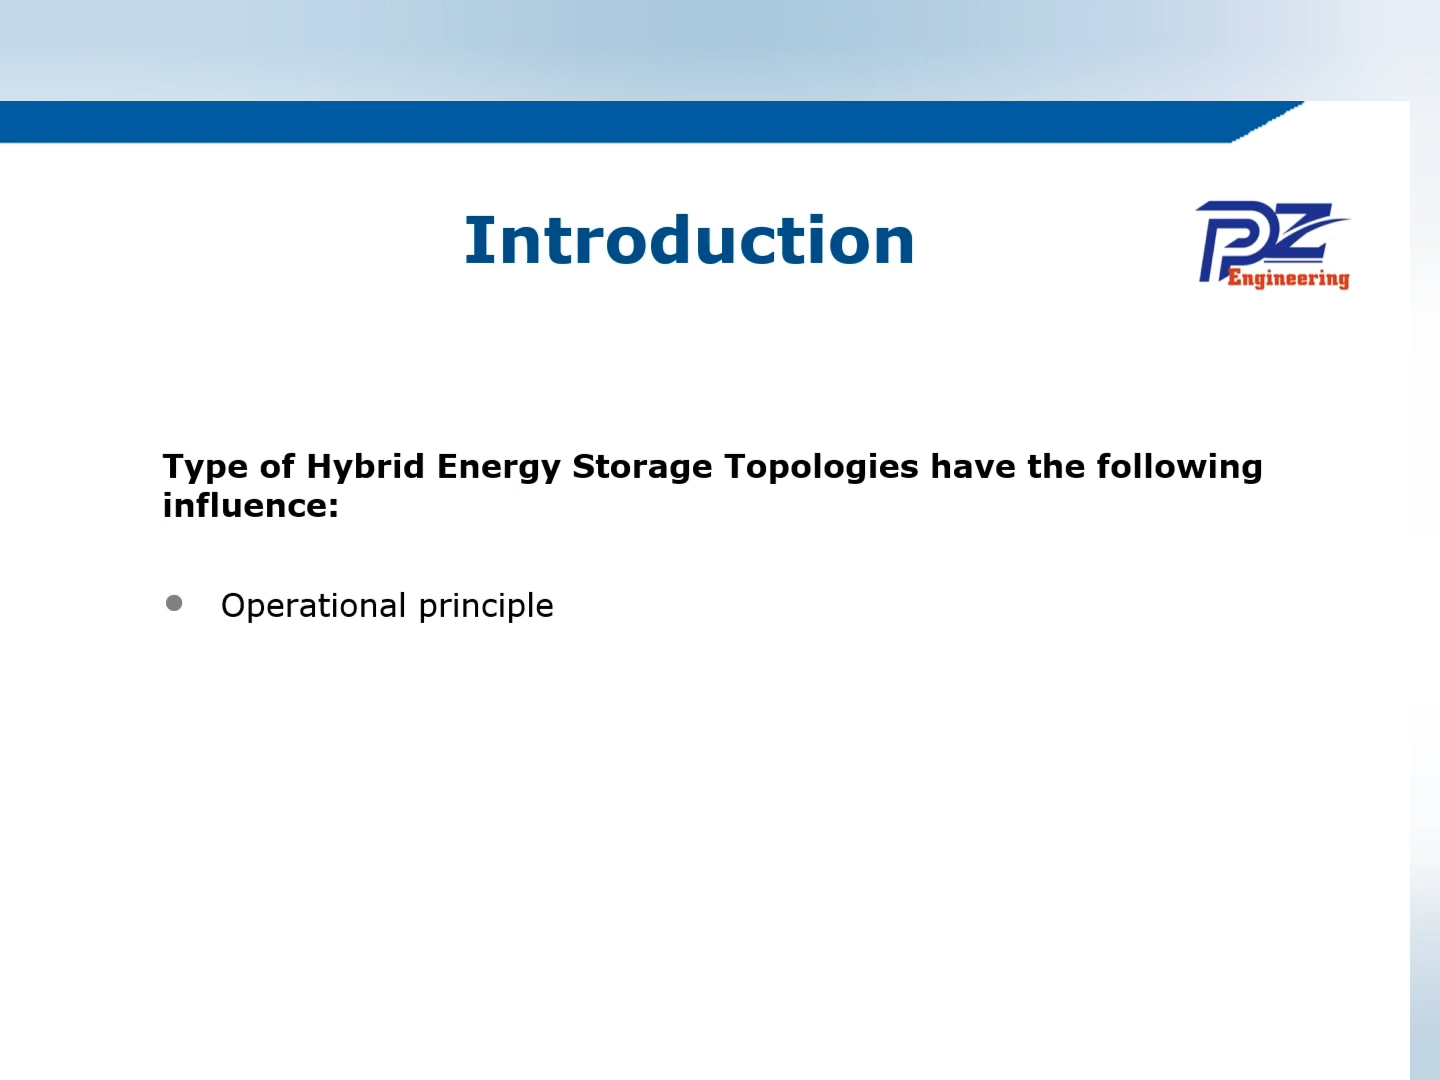 Introduction
PZ
Engineering
Type of Hybrid Energy Storage Topologies have the following
influence:
Operational principle